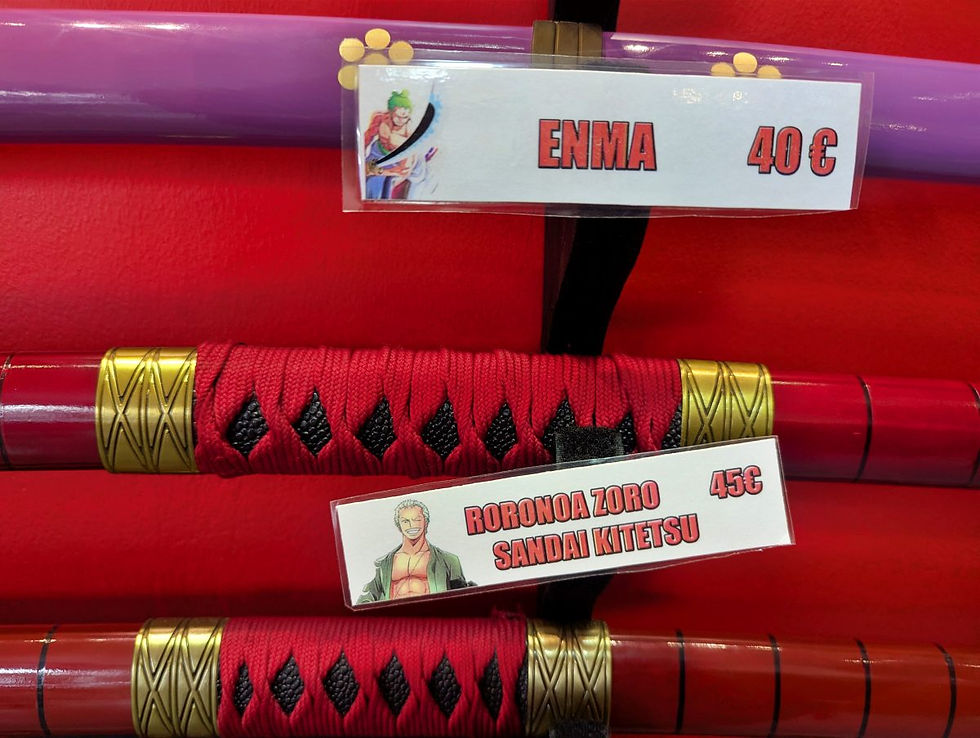 ENMA 40 €
RORONOA ZORO 45€
SANDAI KITETSU